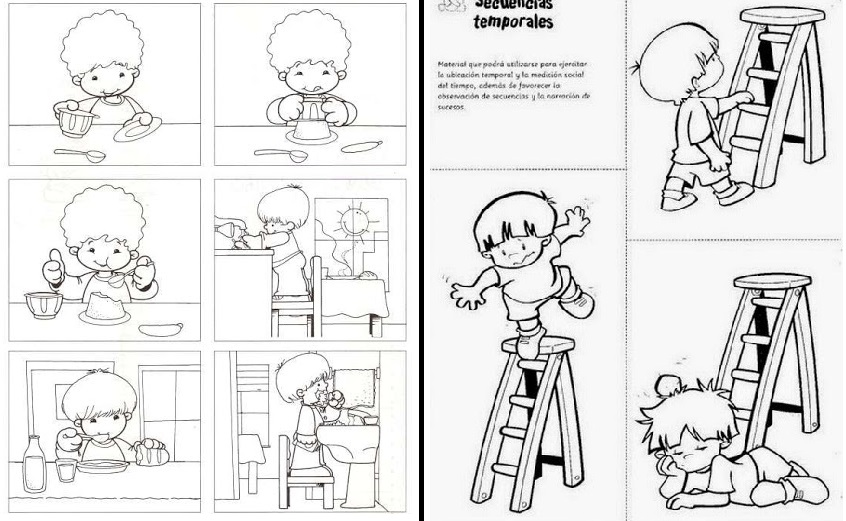 Secuencias
temporales
Material que podrá utilizarse para ejercitar
la ubicación temporal y la medición social
del tiempo, además de favorecer la
observación de secuencias y la narración de
sucesos.